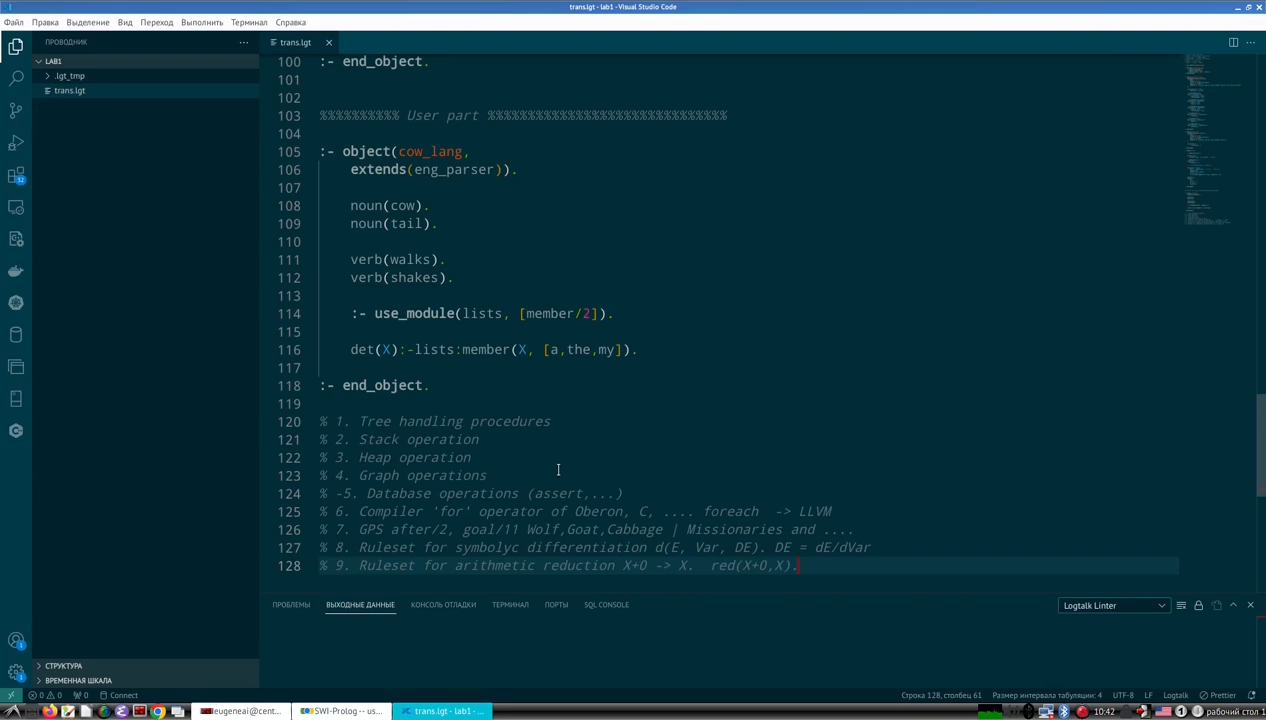 trans.lgt - lab1 - Visual Studio Code
Файл Правка Выделение Вид Переход Выполнить Терминал Справка
ПРОВОДНИК
trans.lgt
LAB1
.lgt_tmp
trans.lgt
100 :- end_object.
101
102
103 %%%%%%%%%% User part %%%%%%%%%%%%%%%%%%%%%%%%%%%%%%
104
105 :- object(cow_lang,
106 extends(eng_parser)).
107
108 noun(cow).
109 noun(tail).
110
111 verb(walks).
112 verb(shakes).
113
114 :- use_module(lists, [member/2]).
115
116 det(X):-lists:member(X, [a,the,my]).
117
118 :- end_object.
119
120 % 1. Tree handling procedures
121 % 2. Stack operation
122 % 3. Heap operation
123 % 4. Graph operations
124 % -5. Database operations (assert,...)
125 % 6. Compiler 'for' operator of Oberon, C, .... foreach -> LLVM
126 % 7. GPS after/2, goal/11 Wolf,Goat,Cabbage | Missionaries and ....
127 % 8. Ruleset for symbolyc differentiation d(E, Var, DE). DE = dE/dVar
128 % 9. Ruleset for arithmetic reduction X+0 -> X. red(X+0,X).
ПРОБЛЕМЫ ВЫХОДНЫЕ ДАННЫЕ КОНСОЛЬ ОТЛАДКИ ТЕРМИНАЛ ПОРТЫ SQL CONSOLE
Logtalk Linter
СТРУКТУРА
ВРЕМЕННАЯ ШКАЛА
0 0 0 Connect
Строка 128, столбец 61 Размер интервала табуляции: 4 UTF-8 LF Logtalk Prettier
eugeneai@cent... SWI-Prolog -- us... trans.lgt - lab1 - ... 10:42 рабочий стол 1